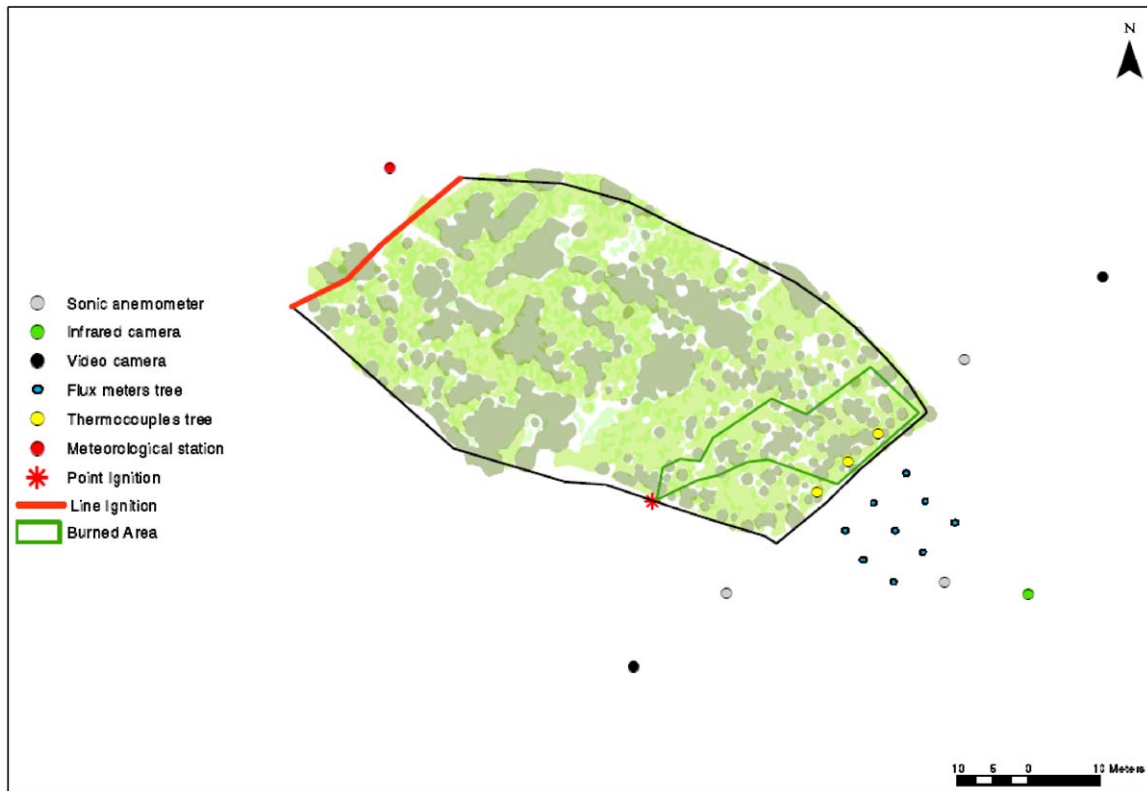 N
Sonic anemometer
Infrared camera
Video camera
Flux meters tree
Thermocouples tree
Meteorological station
Point Ignition
Line Ignition
Burned Area
10 5 0 10 Meters